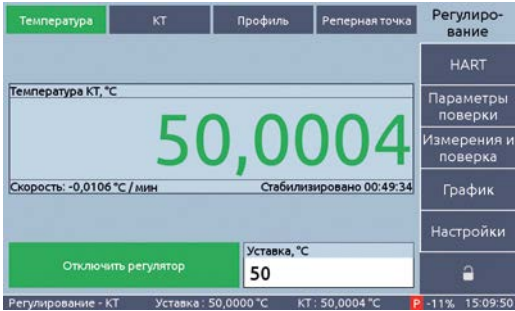 Температура КТ Профиль Реперная точка
Регулиро-
вание
HART
Параметры
поверки
Измерения и
поверка
График
Настройки
Температура КТ, °C
50,0004
Скорость: -0,0106 °C / мин Стабилизировано 00:49:34
Отключить регулятор
Уставка, °C
50
Регулирование - КТ Уставка : 50,0000 °C КТ : 50,0004 °C P -11% 15:09:50